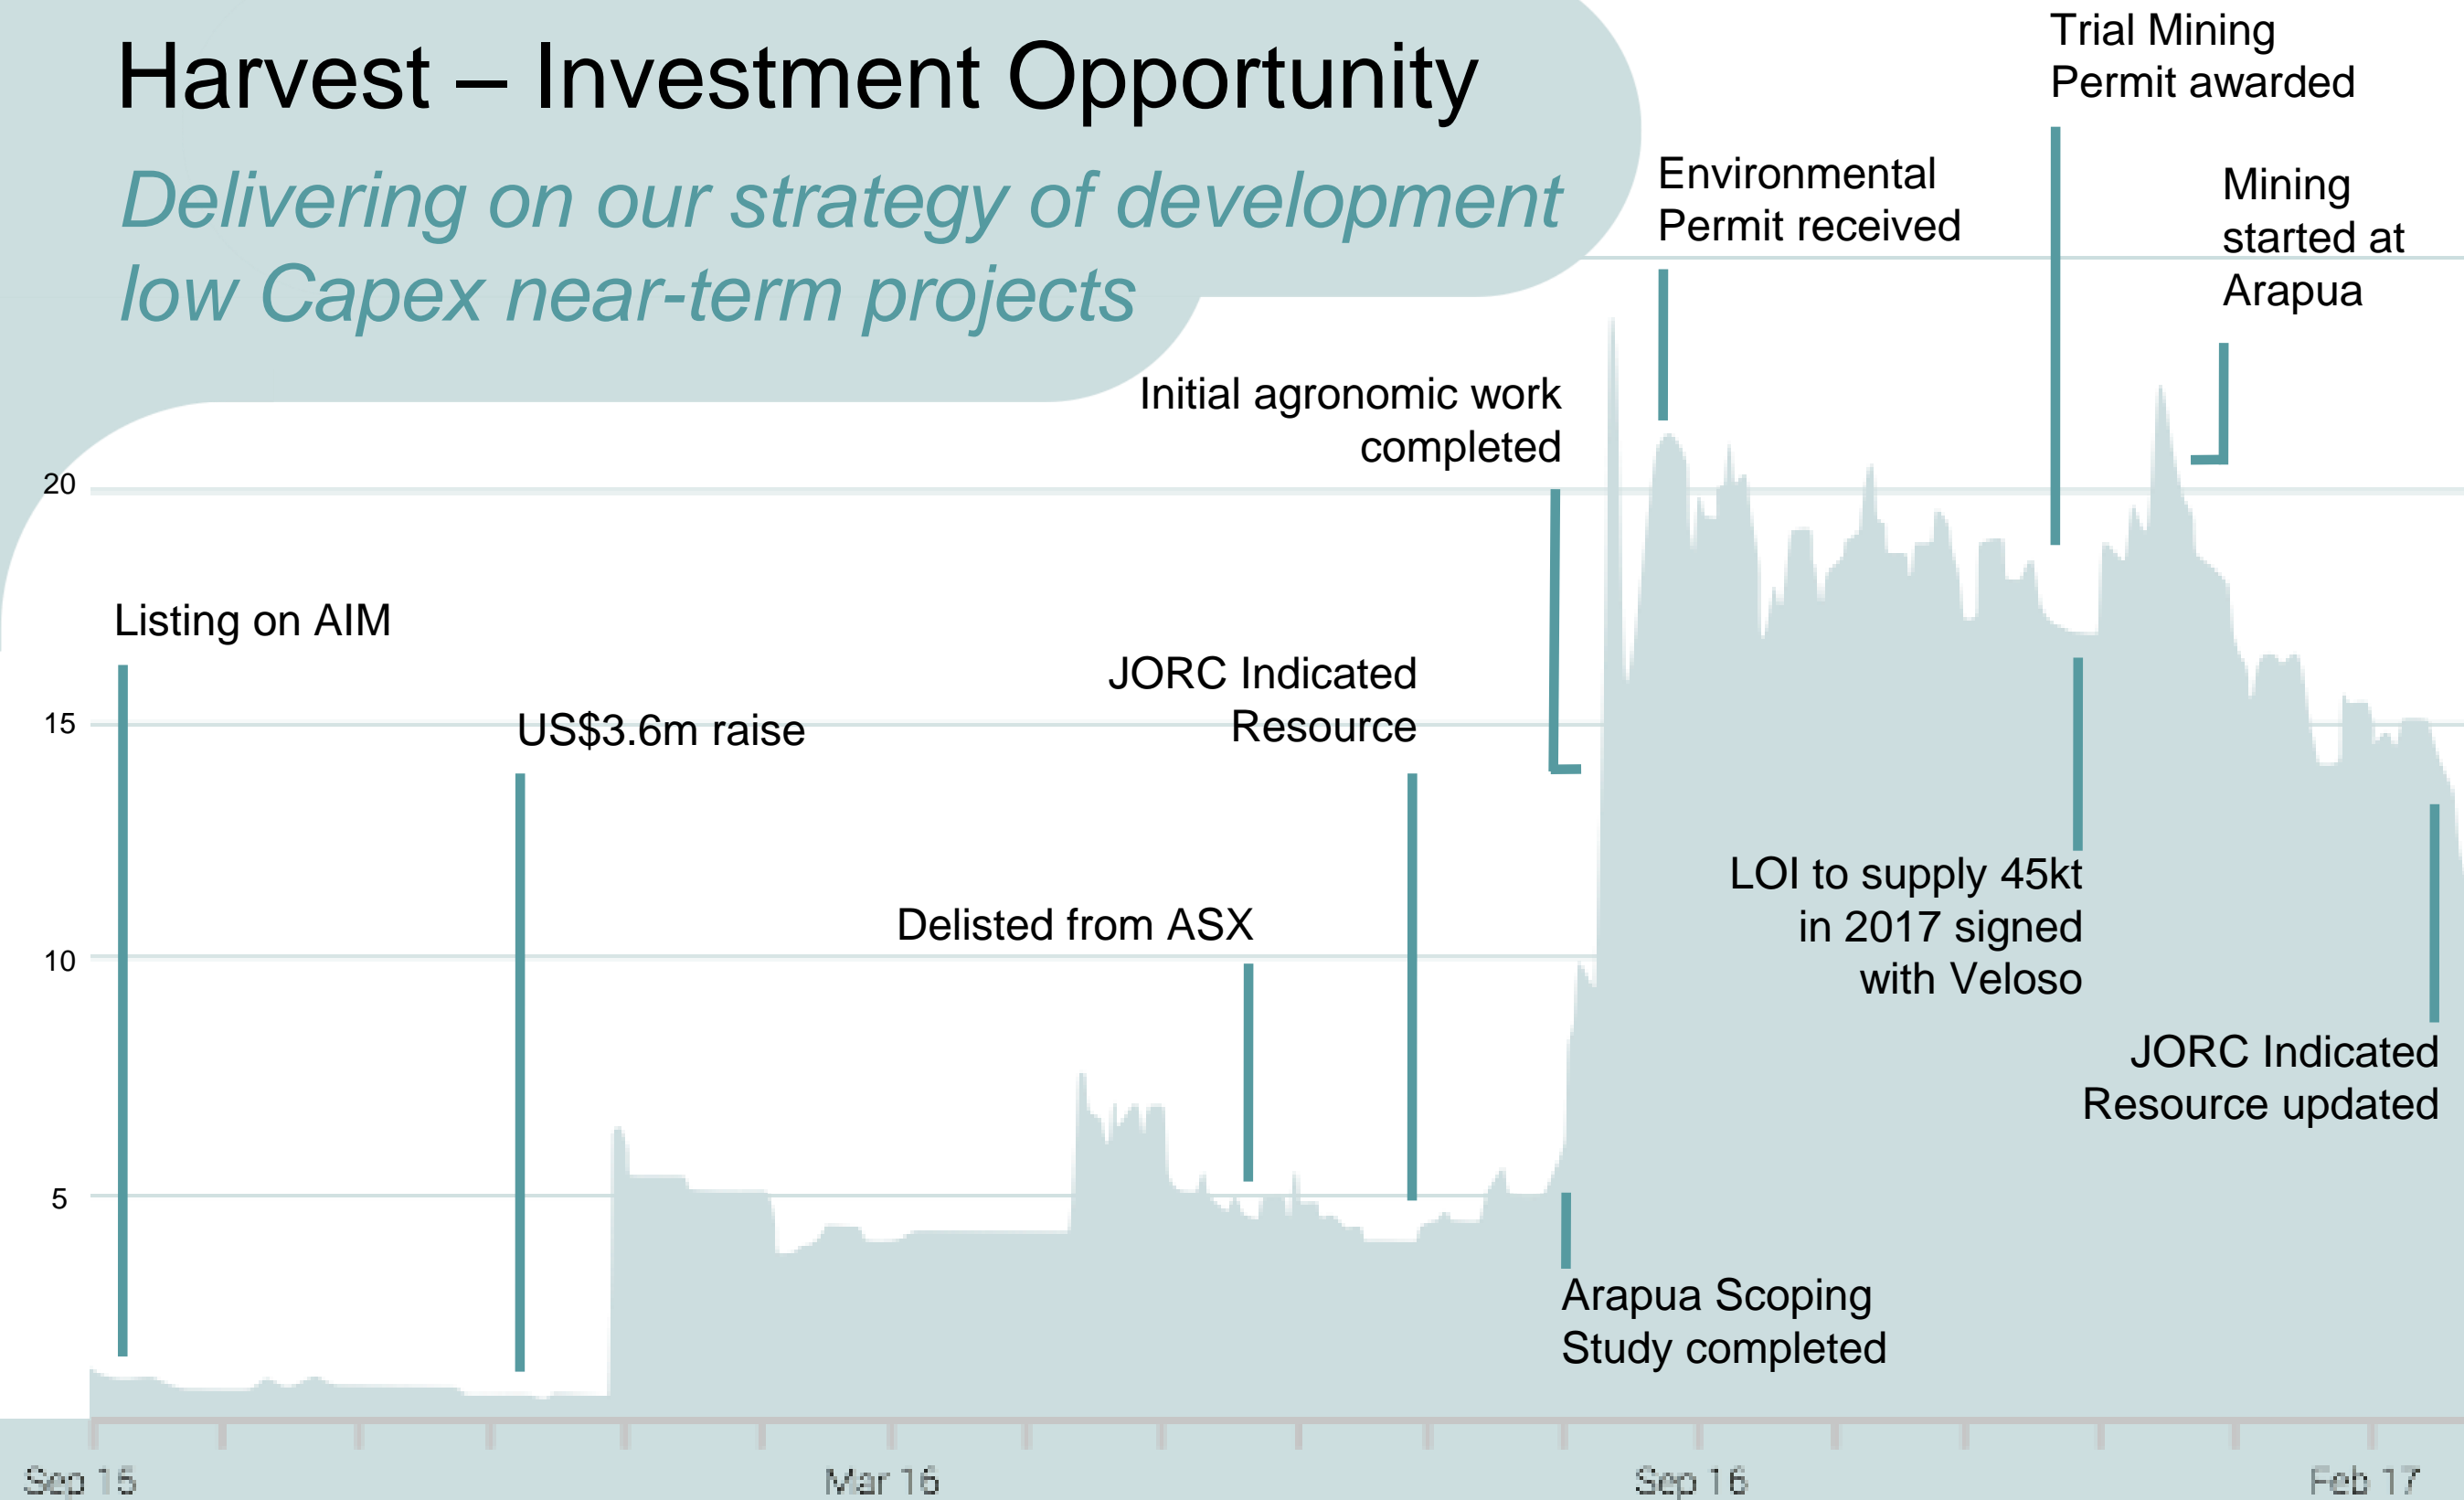 Harvest – Investment Opportunity
Delivering on our strategy of development
low Capex near-term projects
Trial Mining
Permit awarded
Environmental
Permit received
Mining
started at
Arapua
Initial agronomic work
completed
20
Listing on AIM
JORC Indicated
Resource
15
US$3.6m raise
LOI to supply 45kt
in 2017 signed
with Veloso
Delisted from ASX
10
JORC Indicated
Resource updated
5
Arapua Scoping
Study completed
Sep 15
Mar 16
Sep 16
Feb 17